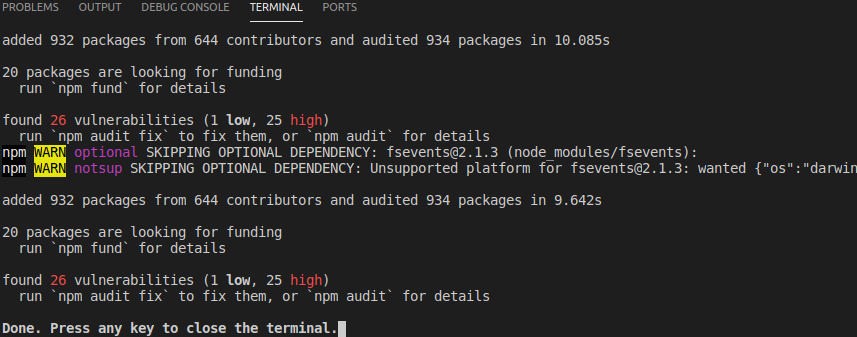 PROBLEMS OUTPUT DEBUG CONSOLE TERMINAL PORTS
added 932 packages from 644 contributors and audited 934 packages in 10.085s
20 packages are looking for funding
run `npm fund` for details
found 26 vulnerabilities (1 low, 25 high)
run `npm audit fix` to fix them, or `npm audit` for details
npm WARN optional SKIPPING OPTIONAL DEPENDENCY: fsevents@2.1.3 (node_modules/fsevents):
npm WARN notsup SKIPPING OPTIONAL DEPENDENCY: Unsupported platform for fsevents@2.1.3: wanted {"os":"darwin
added 932 packages from 644 contributors and audited 934 packages in 9.642s
20 packages are looking for funding
run `npm fund` for details
found 26 vulnerabilities (1 low, 25 high)
run `npm audit fix` to fix them, or `npm audit` for details
Done. Press any key to close the terminal.